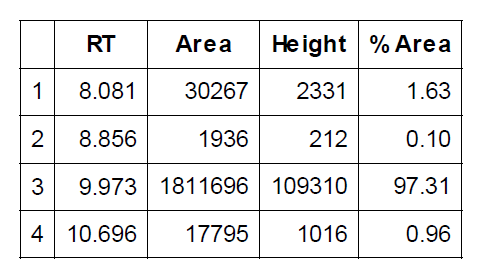 RT Area Height % Area
1 8.081 30267 2331 1.63
2 8.856 1936 212 0.10
3 9.973 1811696 109310 97.31
4 10.696 17795 1016 0.96